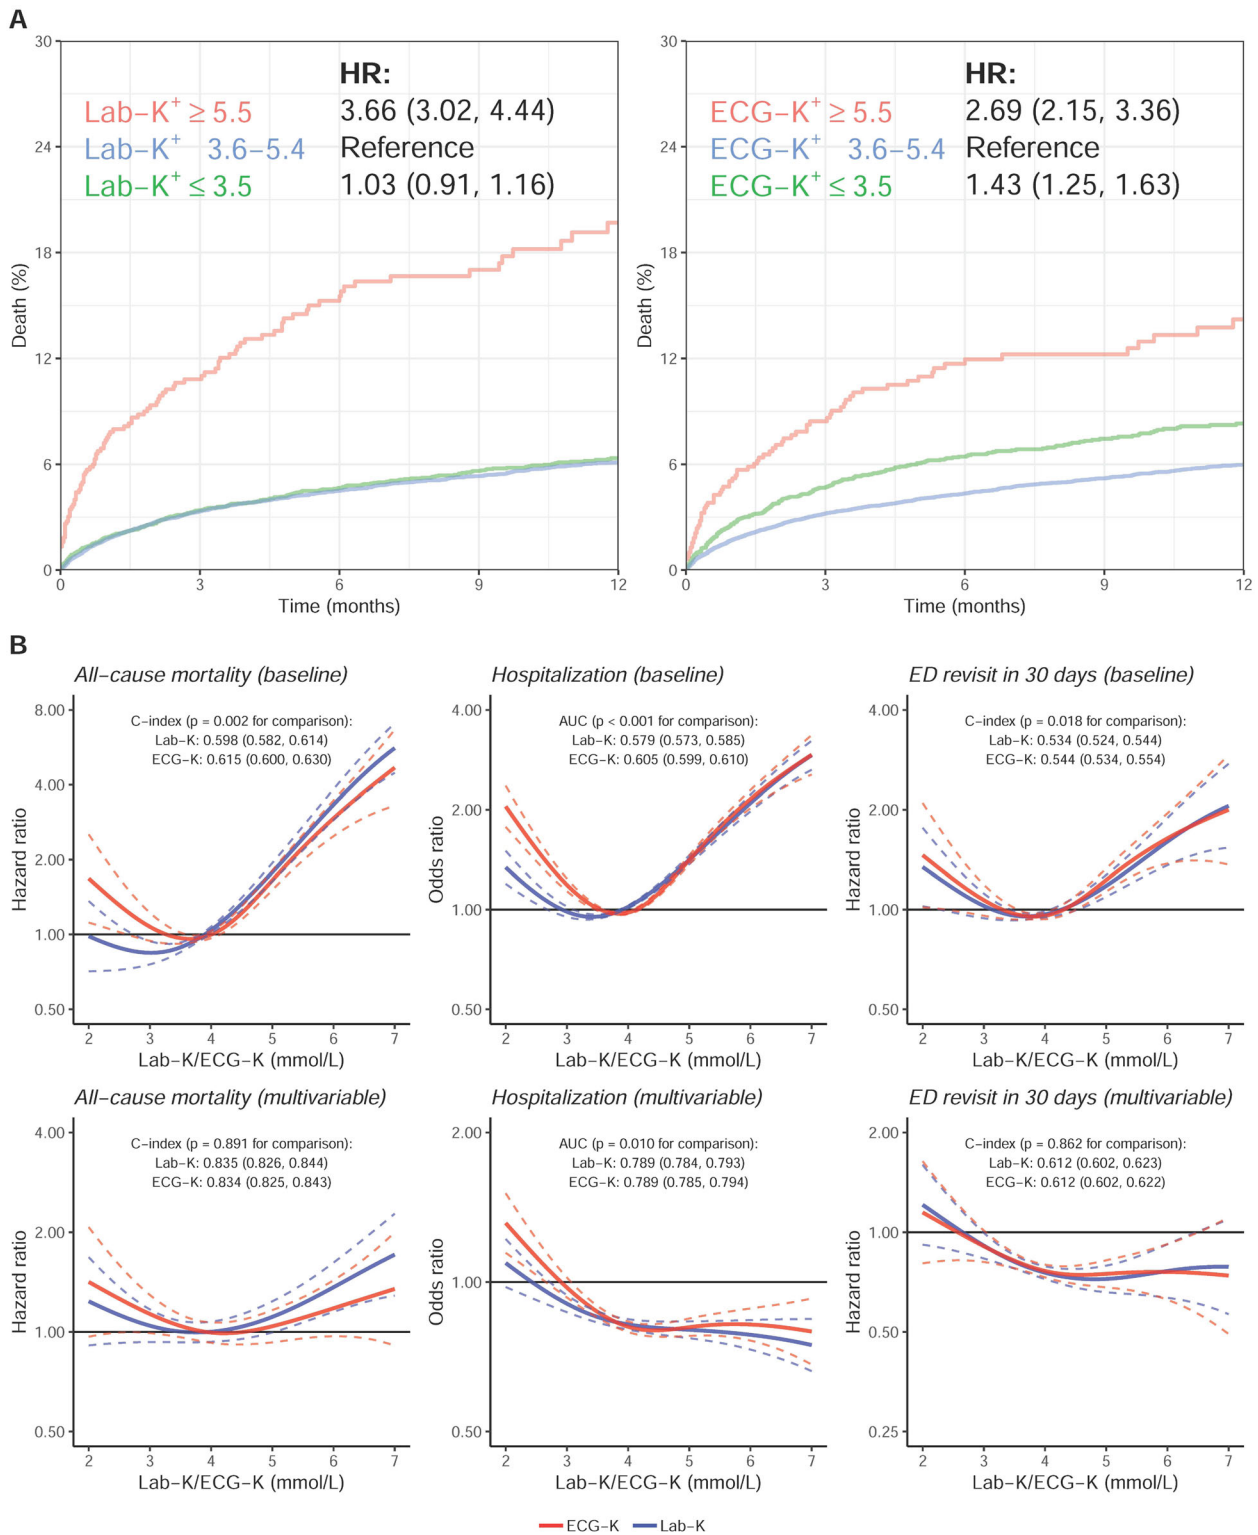 A
30
24
18
12
6
0
Death (%)
HR:
Lab−K+ ≥ 5.5 3.66 (3.02, 4.44)
Lab−K+ 3.6−5.4 Reference
Lab−K+ ≤ 3.5 1.03 (0.91, 1.16)
0 3 6 9 12
Time (months)
30
24
18
12
6
0
Death (%)
HR:
ECG−K+ ≥ 5.5 2.69 (2.15, 3.36)
ECG−K+ 3.6−5.4 Reference
ECG−K+ ≤ 3.5 1.43 (1.25, 1.63)
0 3 6 9 12
Time (months)
B
All−cause mortality (baseline)
C−index (p = 0.002 for comparison):
Lab−K: 0.598 (0.582, 0.614)
ECG−K: 0.615 (0.600, 0.630)
8.00
4.00
2.00
1.00
0.50
Hazard ratio
2 3 4 5 6 7
Lab−K/ECG−K (mmol/L)
Hospitalization (baseline)
AUC (p < 0.001 for comparison):
Lab−K: 0.579 (0.573, 0.585)
ECG−K: 0.605 (0.599, 0.610)
4.00
2.00
1.00
0.50
Odds ratio
2 3 4 5 6 7
Lab−K/ECG−K (mmol/L)
ED revisit in 30 days (baseline)
C−index (p = 0.018 for comparison):
Lab−K: 0.534 (0.524, 0.544)
ECG−K: 0.544 (0.534, 0.554)
4.00
2.00
1.00
0.50
Hazard ratio
2 3 4 5 6 7
Lab−K/ECG−K (mmol/L)
All−cause mortality (multivariable)
C−index (p = 0.891 for comparison):
Lab−K: 0.835 (0.826, 0.844)
ECG−K: 0.834 (0.825, 0.843)
4.00
2.00
1.00
0.50
Hazard ratio
2 3 4 5 6 7
Lab−K/ECG−K (mmol/L)
Hospitalization (multivariable)
AUC (p = 0.010 for comparison):
Lab−K: 0.789 (0.784, 0.793)
ECG−K: 0.789 (0.785, 0.794)
2.00
1.00
0.50
Odds ratio
2 3 4 5 6 7
Lab−K/ECG−K (mmol/L)
ED revisit in 30 days (multivariable)
C−index (p = 0.862 for comparison):
Lab−K: 0.612 (0.602, 0.623)
ECG−K: 0.612 (0.602, 0.622)
2.00
1.00
0.50
0.25
Hazard ratio
2 3 4 5 6 7
Lab−K/ECG−K (mmol/L)
ECG−K Lab−K